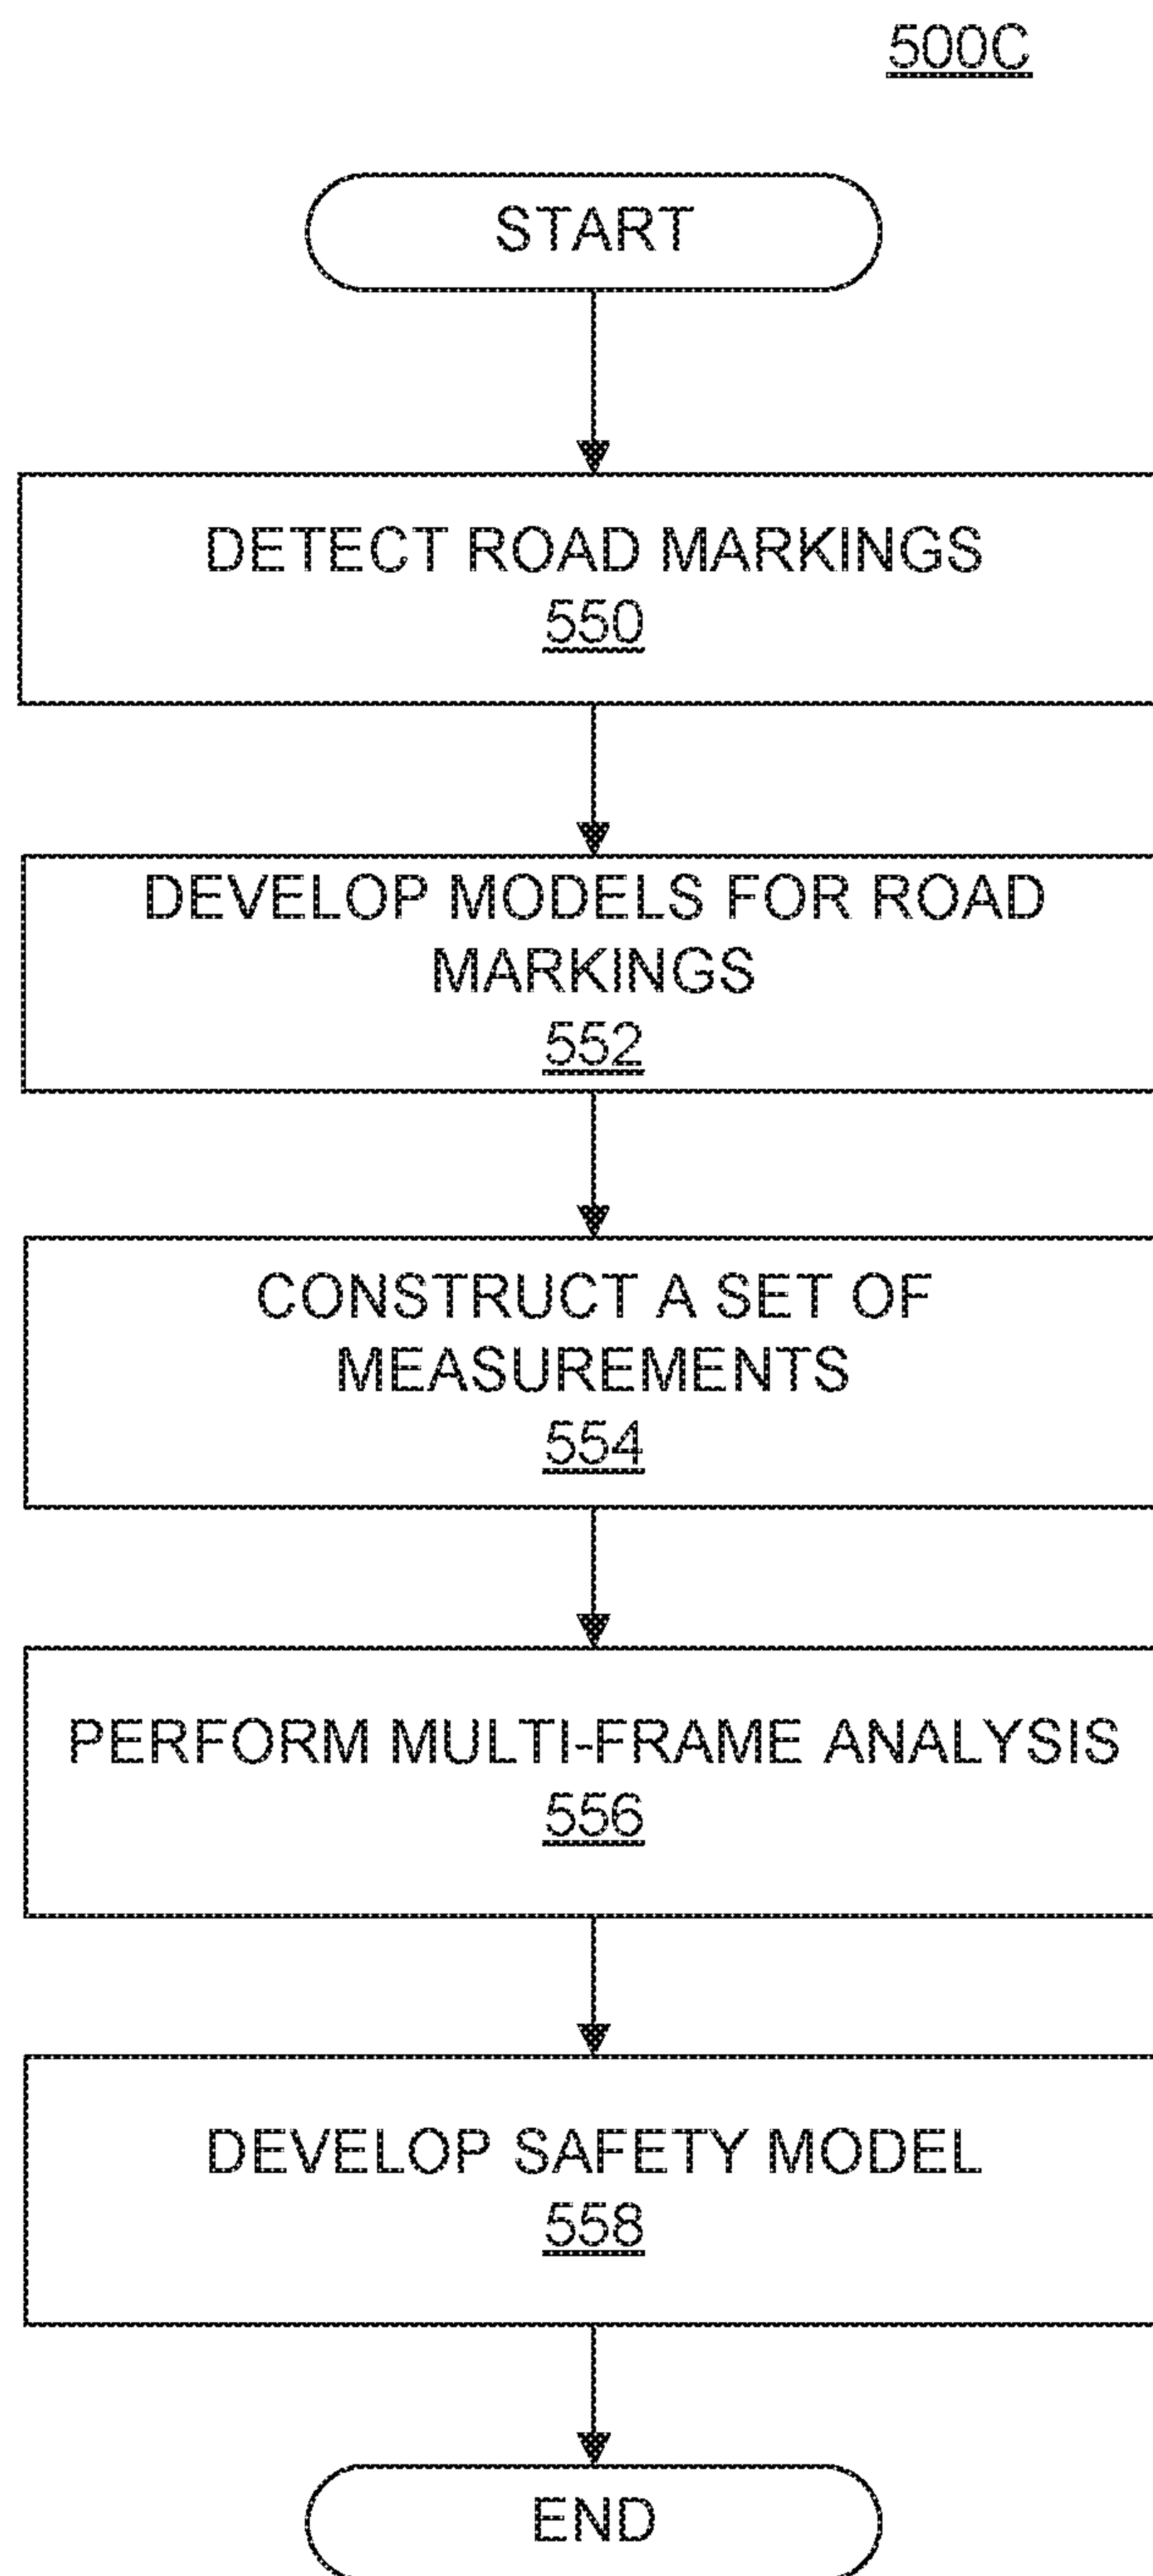 500C
START
DETECT ROAD MARKINGS
550
DEVELOP MODELS FOR ROAD
MARKINGS
552
CONSTRUCT A SET OF
MEASUREMENTS
554
PERFORM MULTI-FRAME ANALYSIS
556
DEVELOP SAFETY MODEL
558
END